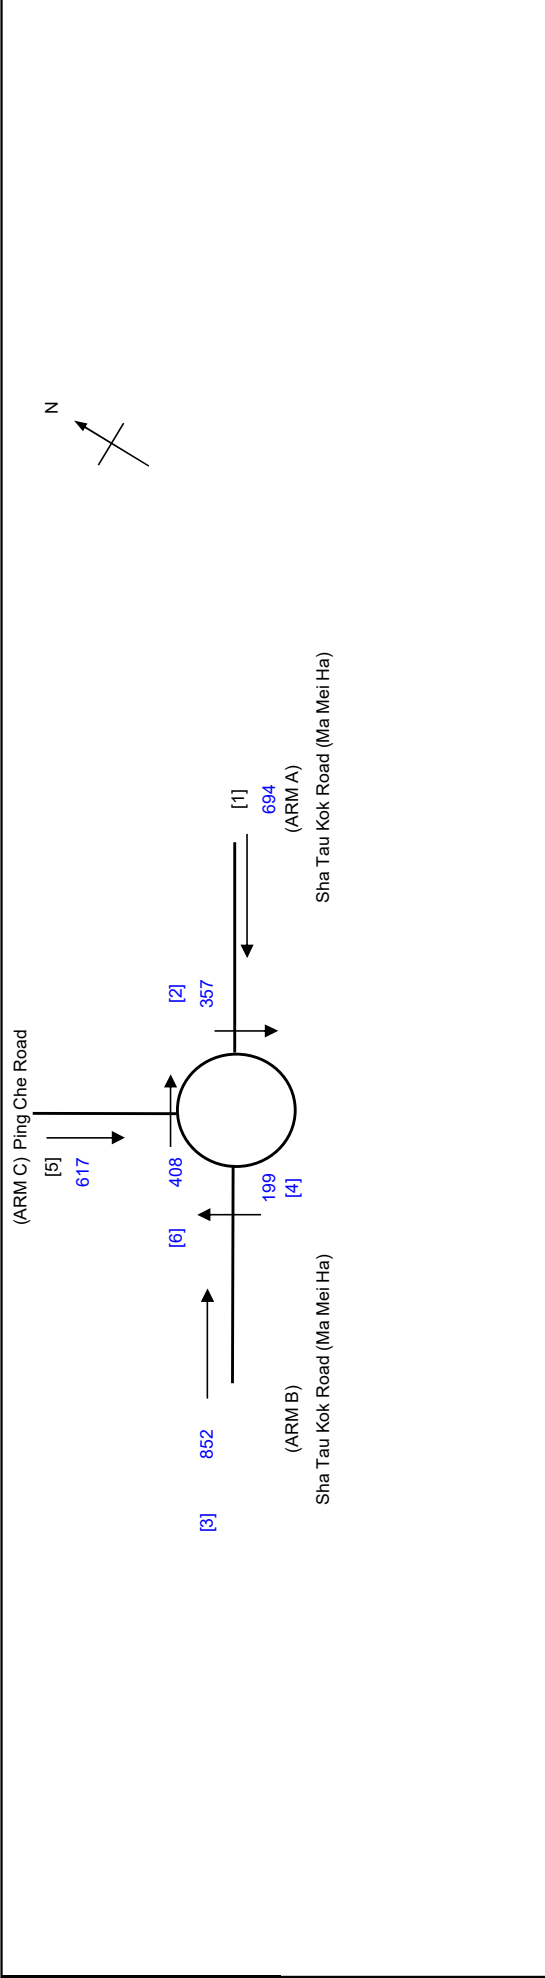 N
(ARM C) Ping Che Road
[5]
617
[2]
357
[1]
694
(ARM A)
Sha Tau Kok Road (Ma Mei Ha)
408
[6]
199
[4]
[3]
852
(ARM B)
Sha Tau Kok Road (Ma Mei Ha)